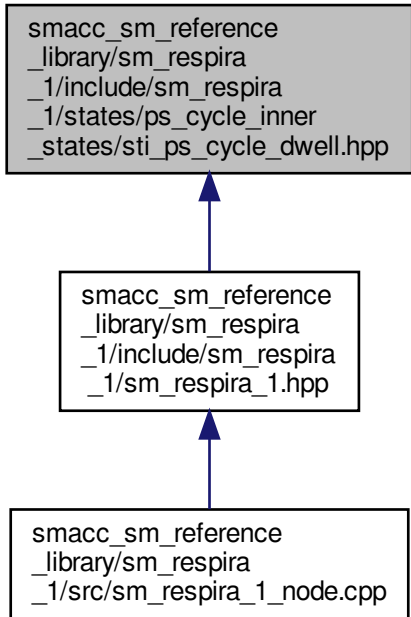 smacc_sm_reference
_library/sm_respira
_1/include/sm_respira
_1/states/ps_cycle_inner
_states/sti_ps_cycle_dwell.hpp
smacc_sm_reference
_library/sm_respira
_1/include/sm_respira
_1/sm_respira_1.hpp
smacc_sm_reference
_library/sm_respira
_1/src/sm_respira_1_node.cpp